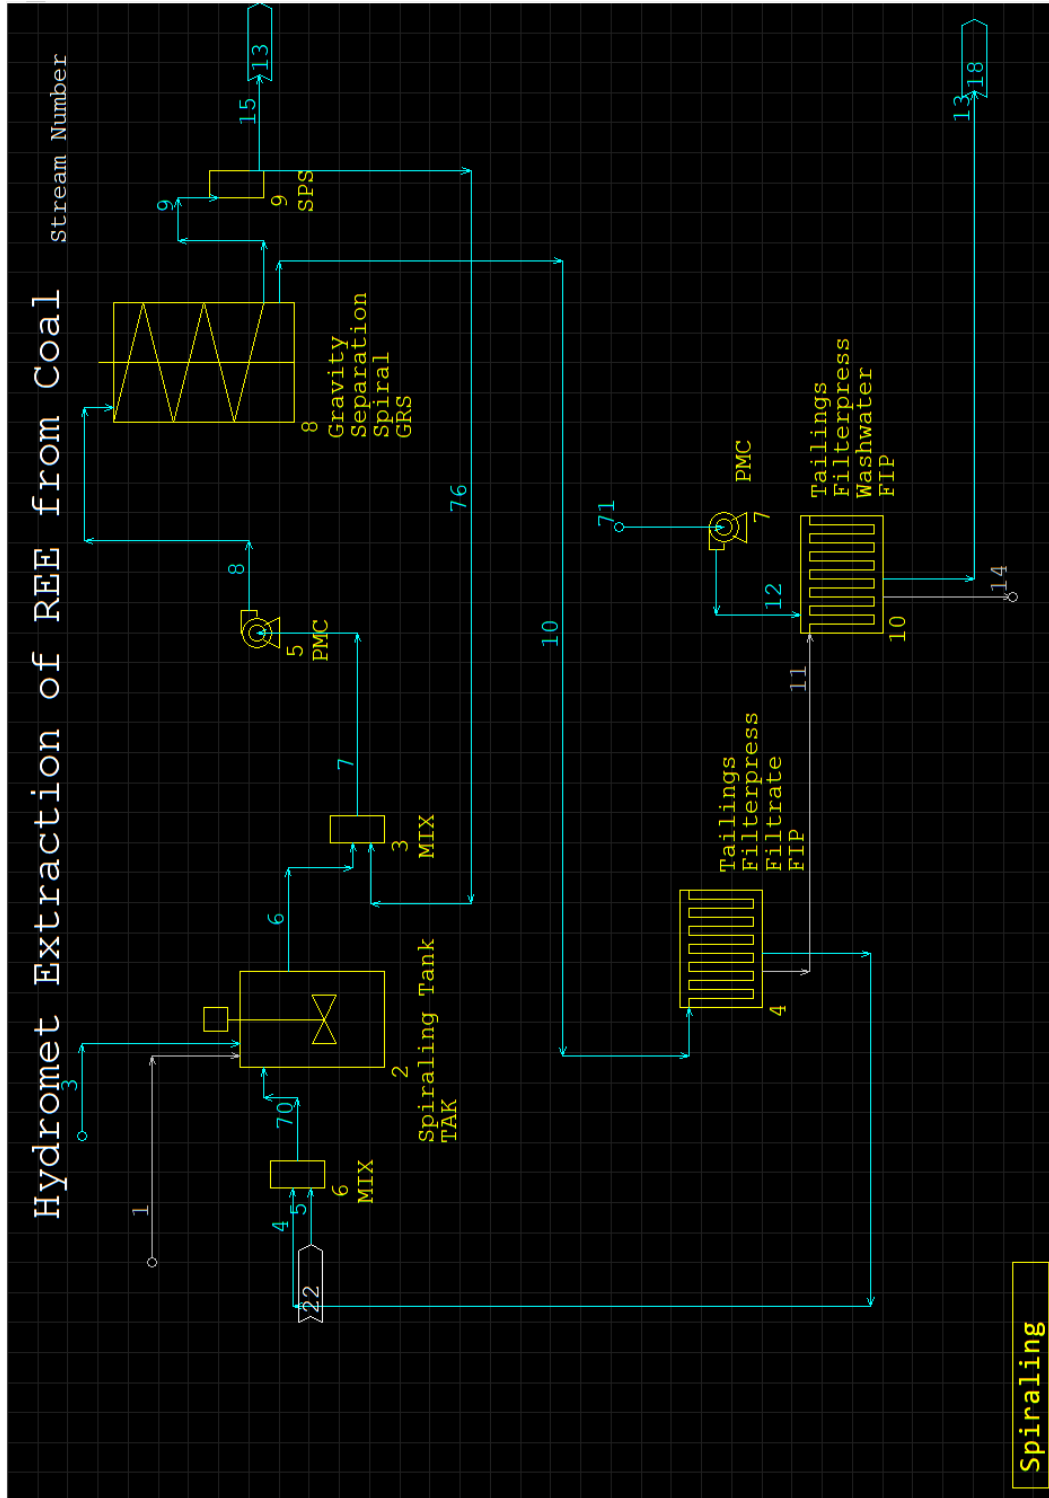 Hydromet Extraction of REE from Coal
Stream Number
1
3
4
5
22
6
MIX
70
2
Spiraling Tank
TAK
6
3
MIX
7
5
PMC
8
8
Gravity
Separation
Spiral
GRS
9
9
SPS
15
13
76
10
4
Tailings
Filterpress
Filtrate
FIP
11
71
7
PMC
12
10
Tailings
Filterpress
Washwater
FIP
14
13
18
Spiraling